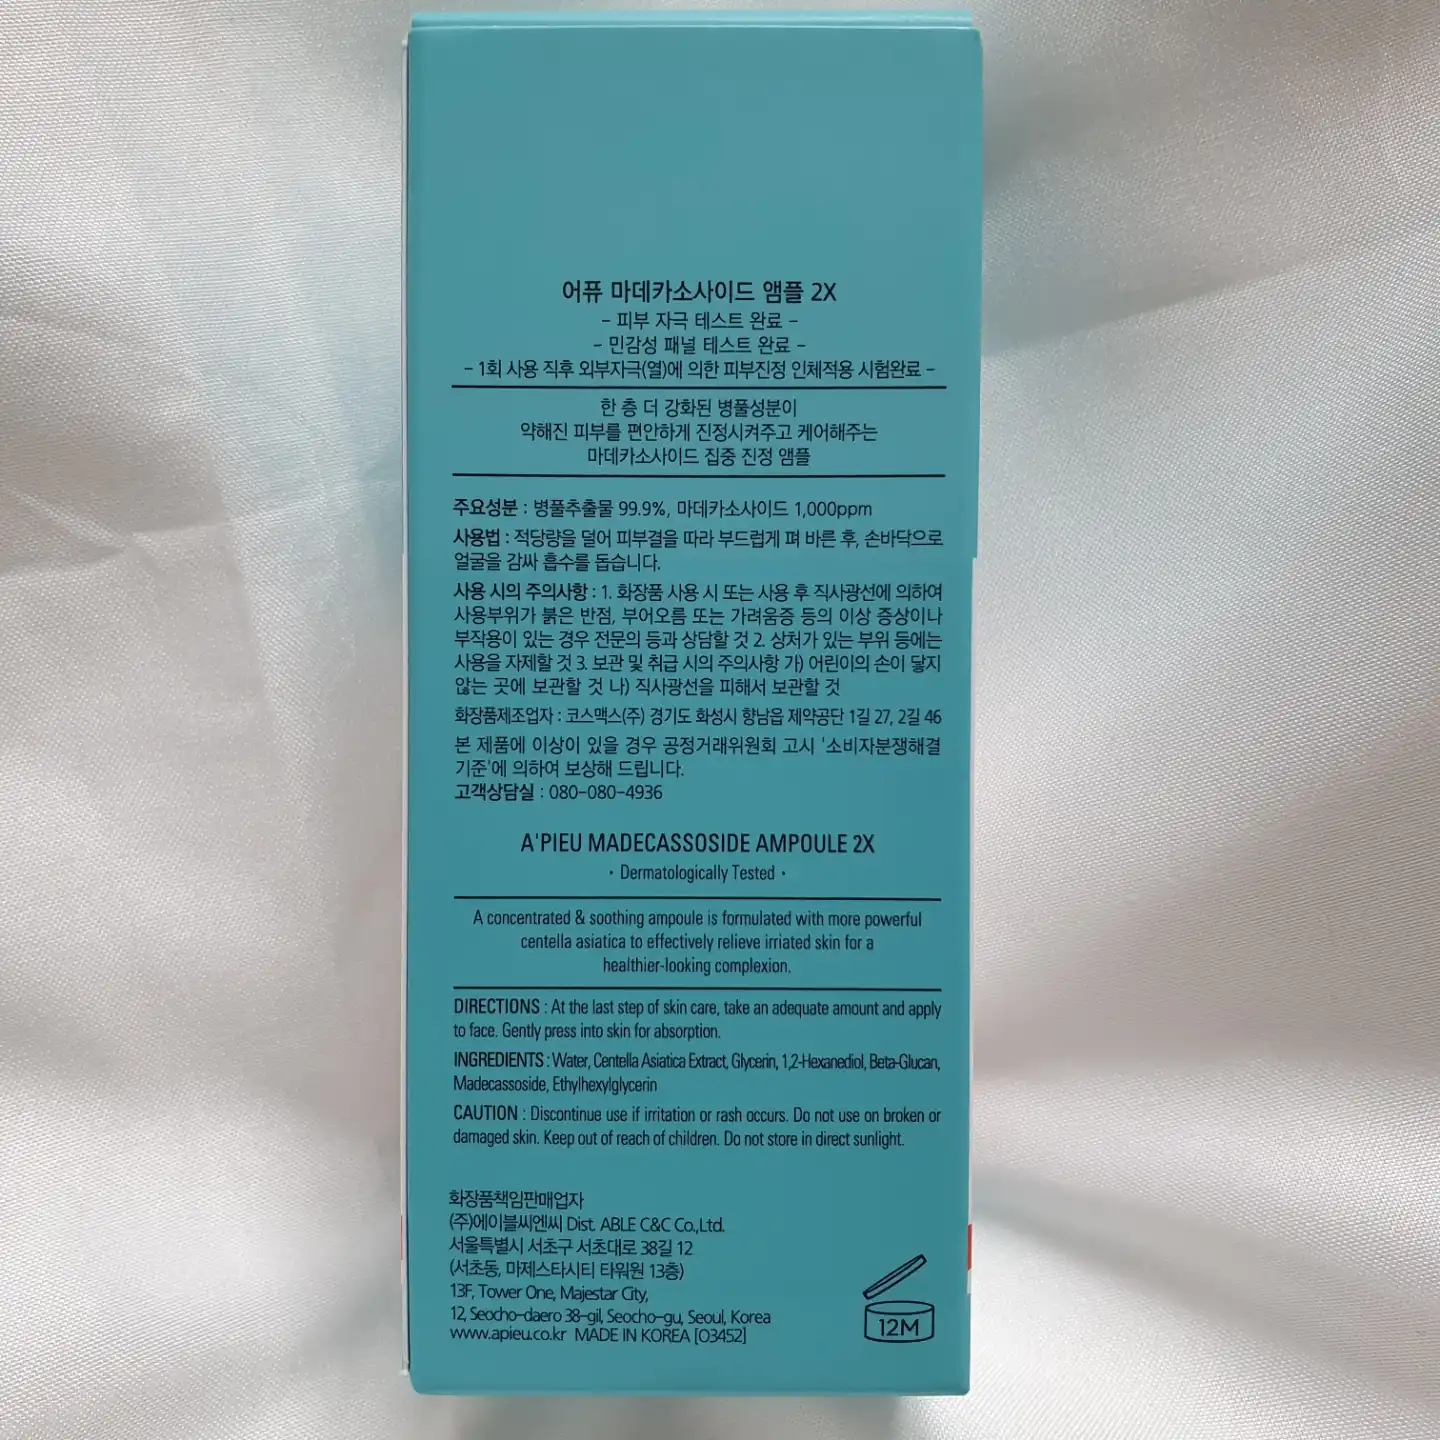 어퓨 마데카소사이드 앰플 2X
- 피부 자극 테스트 완료 -
- 민감성 패널 테스트 완료 -
- 1회 사용 직후 외부자극(열)에 의한 피부진정 인체적용 시험완료 -
한 층 더 강화된 병풀성분이
약해진 피부를 편안하게 진정시켜주고 케어해주는
마데카소사이드 집중 진정 앰플
주요성분 : 병풀추출물 99.9%, 마데카소사이드 1,000ppm
사용법 : 적당량을 덜어 피부결을 따라 부드럽게 펴 바른 후, 손바닥으로
얼굴을 감싸 흡수를 돕습니다.
사용 시의 주의사항 : 1. 화장품 사용 시 또는 사용 후 직사광선에 의하여
사용부위가 붉은 반점, 부어오름 또는 가려움증 등의 이상 증상이나
부작용이 있는 경우 전문의 등과 상담할 것 2. 상처가 있는 부위 등에는
사용을 자제할 것 3. 보관 및 취급 시의 주의사항 가) 어린이의 손이 닿지
않는 곳에 보관할 것 나) 직사광선을 피해서 보관할 것
화장품제조업자 : 코스맥스(주) 경기도 화성시 향남읍 제약공단 1길 27, 2길 46
본 제품에 이상이 있을 경우 공정거래위원회 고시 '소비자분쟁해결
기준'에 의하여 보상해 드립니다.
고객상담실 : 080-080-4936
A'PIEU MADECASSOSIDE AMPOULE 2X
· Dermatologically Tested ·
A concentrated & soothing ampoule is formulated with more powerful
centella asiatica to effectively relieve irriated skin for a
healthier-looking complexion.
DIRECTIONS : At the last step of skin care, take an adequate amount and apply
to face. Gently press into skin for absorption.
INGREDIENTS : Water, Centella Asiatica Extract, Glycerin, 1,2-Hexanediol, Beta-Glucan,
Madecassoside, Ethylhexylglycerin
CAUTION : Discontinue use if irritation or rash occurs. Do not use on broken or
damaged skin. Keep out of reach of children. Do not store in direct sunlight.
화장품책임판매업자
(주)에이블씨엔씨 Dist. ABLE C&C Co.,Ltd.
서울특별시 서초구 서초대로 38길 12
(서초동, 마제스타시티 타워원 13층)
13F, Tower One, Majestar City,
12, Seocho-daero 38-gil, Seocho-gu, Seoul, Korea
www.apieu.co.kr MADE IN KOREA [O3452]
12M